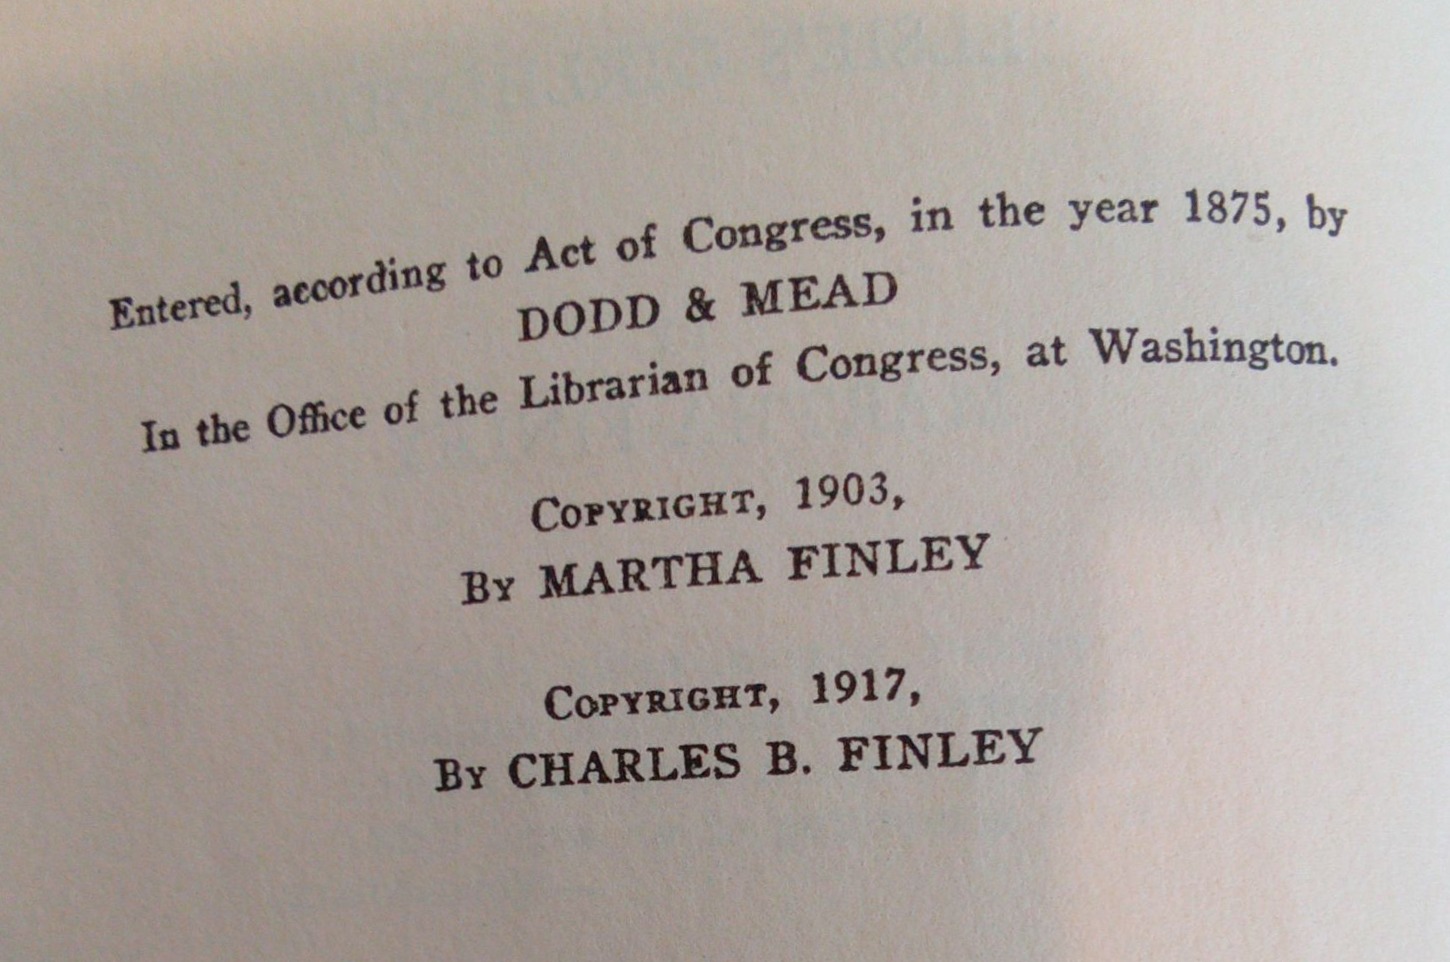 Entered, according to Act of Congress, in the year 1875, by
DODD & MEAD
In the Office of the Librarian of Congress, at Washington.
COPYRIGHT, 1903,
BY MARTHA FINLEY
COPYRIGHT, 1917,
BY CHARLES B. FINLEY